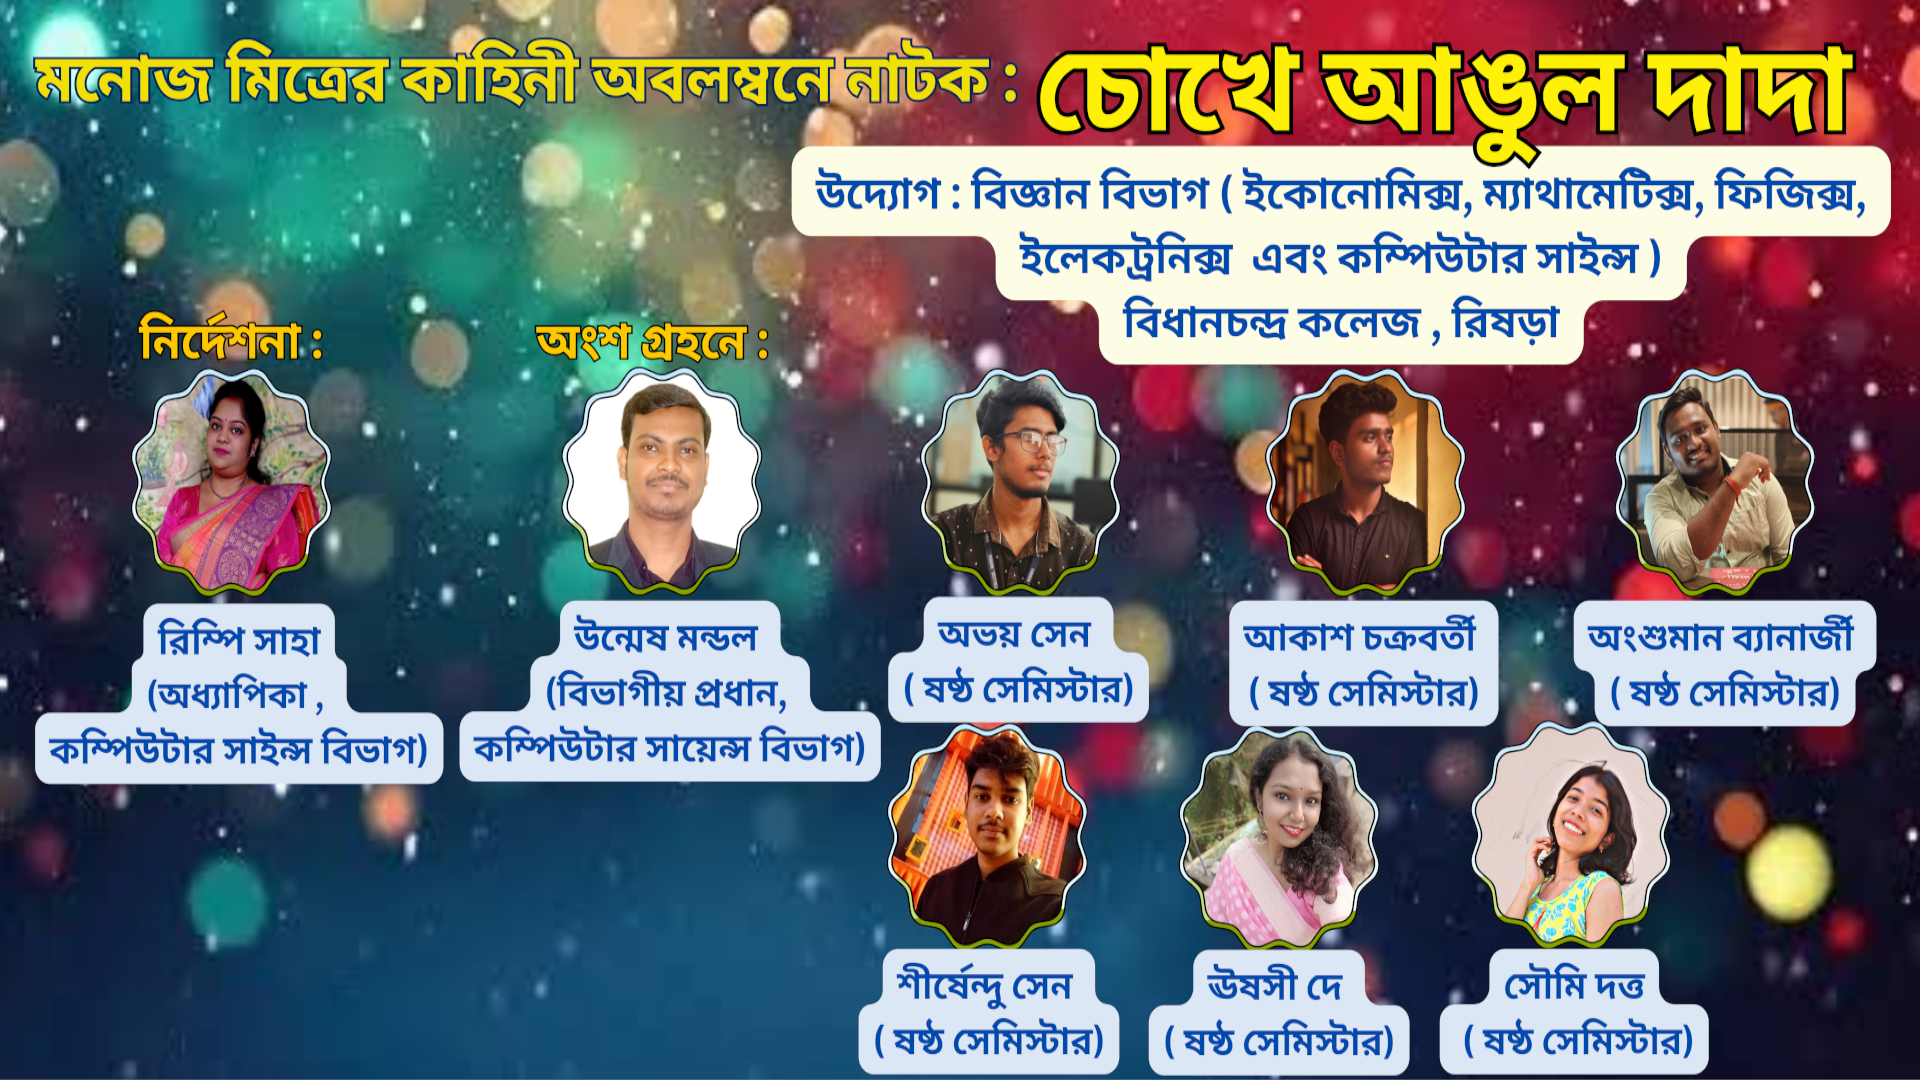 মনোজ মিত্রের কাহিনী অবলম্বনে নাটক : চোখে আঙুল দাদা
উদ্যোগ : বিজ্ঞান বিভাগ ( ইকোনোমিক্স, ম্যাথামেটিক্স, ফিজিক্স,
ইলেকট্রনিক্স এবং কম্পিউটার সাইন্স )
বিধানচন্দ্র কলেজ , রিষড়া
নির্দেশনা :
রিম্পি সাহা
(অধ্যাপিকা ,
কম্পিউটার সাইন্স বিভাগ)
অংশ গ্রহনে :
উন্মেষ মন্ডল
(বিভাগীয় প্রধান,
কম্পিউটার সায়েন্স বিভাগ)
অভয় সেন
( ষষ্ঠ সেমিস্টার)
আকাশ চক্রবর্তী
( ষষ্ঠ সেমিস্টার)
অংশুমান ব্যানার্জী
( ষষ্ঠ সেমিস্টার)
শীর্ষেন্দু সেন
( ষষ্ঠ সেমিস্টার)
ঊষসী দে
( ষষ্ঠ সেমিস্টার)
সৌমি দত্ত
( ষষ্ঠ সেমিস্টার)